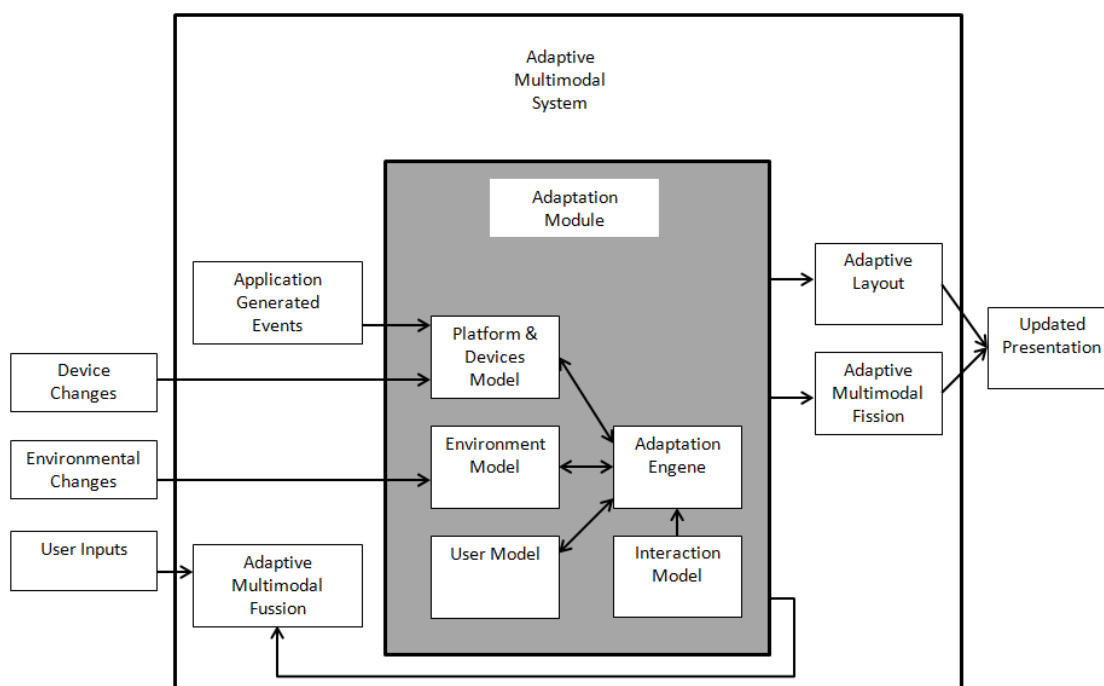 Adaptive
Multimodal
System
Adaptation
Module
Application
Generated
Events
Platform &
Devices
Model
Adaptive
Layout
Updated
Presentation
Device
Changes
Adaptive
Multimodal
Fission
Environmental
Changes
Environment
Model
Adaptation
Engene
User Inputs
Adaptive
Multimodal
Fussion
User Model
Interaction
Model